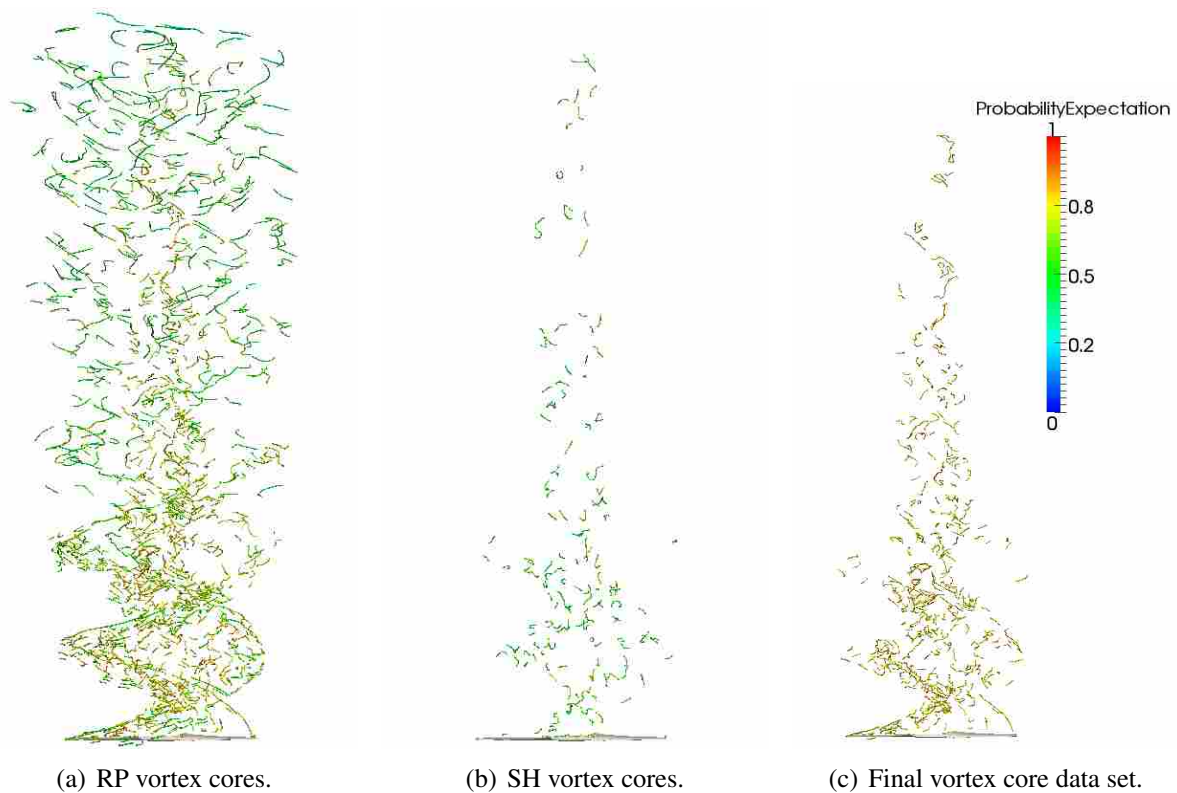 ProbabilityExpectation
1
0.8
0.5
0.2
0
(a) RP vortex cores.
(b) SH vortex cores.
(c) Final vortex core data set.